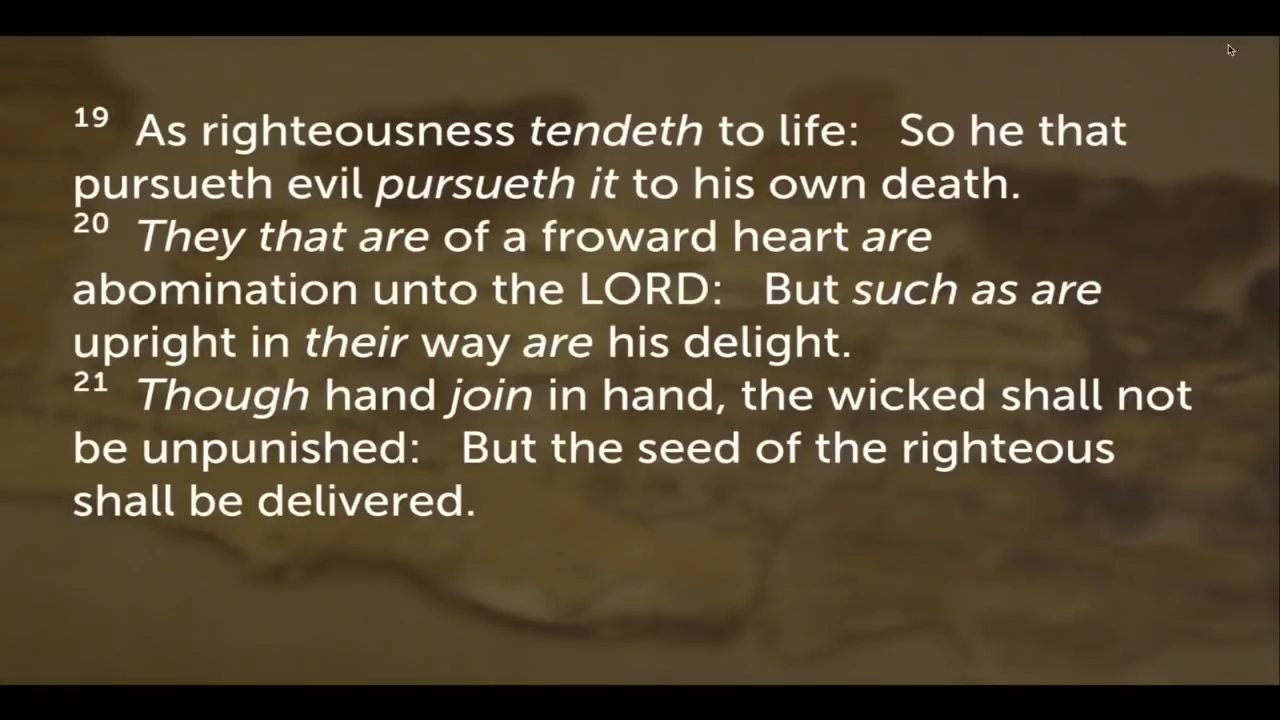 19 As righteousness tendeth to life: So he that
pursueth evil pursueth it to his own death.
20 They that are of a froward heart are
abomination unto the LORD: But such as are
upright in their way are his delight.
21 Though hand join in hand, the wicked shall not
be unpunished: But the seed of the righteous
shall be delivered.